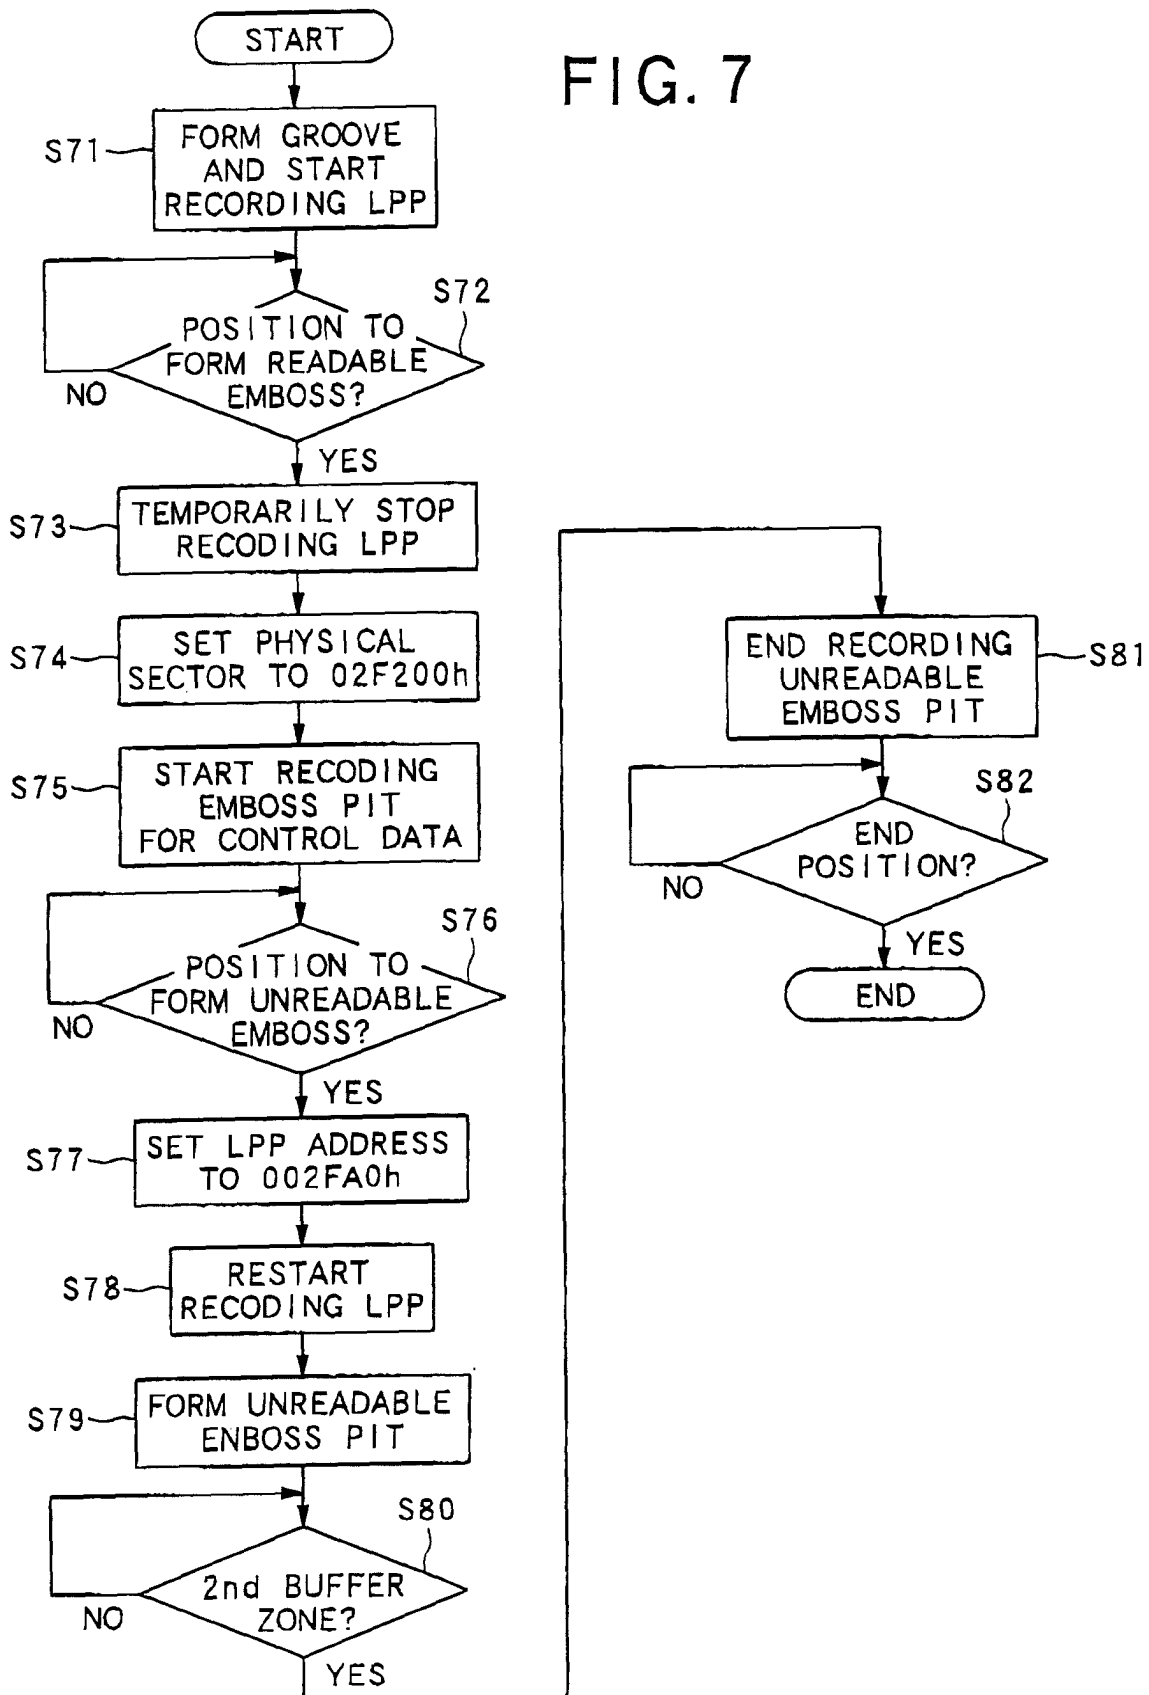 START
FIG. 7
S71
FORM GROOVE
AND START
RECORDING LPP
S72
POSITION TO
FORM READABLE
EMBOSS?
NO
YES
S73
TEMPORARILY STOP
RECODING LPP
S74
SET PHYSICAL
SECTOR TO 02F200h
S75
START RECODING
EMBOSS PIT
FOR CONTROL DATA
S76
POSITION TO
FORM UNREADABLE
EMBOSS?
NO
YES
S77
SET LPP ADDRESS
TO 002FA0h
S78
RESTART
RECODING LPP
S79
FORM UNREADABLE
ENBOSS PIT
S80
2nd BUFFER
ZONE?
NO
YES
END RECORDING
UNREADABLE
EMBOSS PIT
S81
S82
END
POSITION?
NO
YES
END